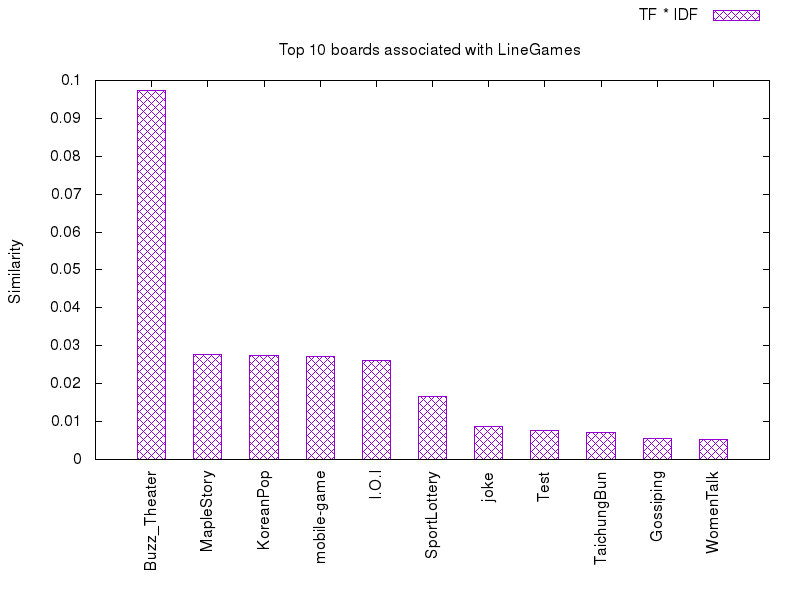 TF * IDF
Top 10 boards associated with LineGames
Similarity
0.1
0.09
0.08
0.07
0.06
0.05
0.04
0.03
0.02
0.01
0
Buzz_Theater
MapleStory
KoreanPop
mobile-game
I.O.I
SportLottery
joke
Test
TaichungBun
Gossiping
WomenTalk